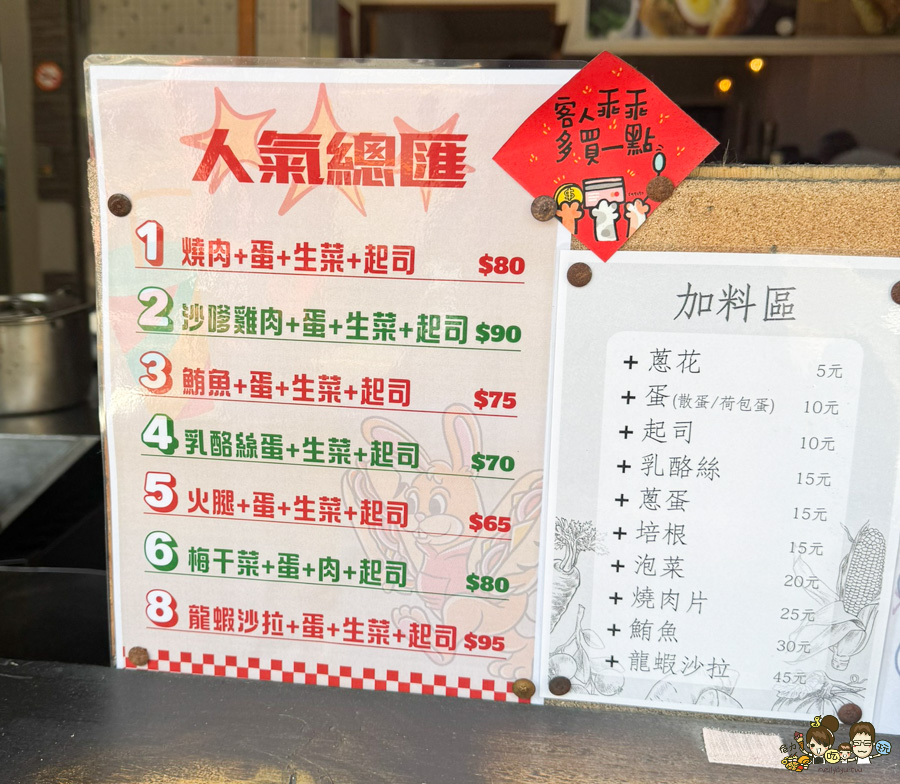 人氣總匯
1 燒肉+蛋+生菜+起司 $80
2 沙嗲雞肉+蛋+生菜+起司 $90
3 鮪魚+蛋+生菜+起司 $75
4 乳酪絲蛋+生菜+起司 $70
5 火腿+蛋+生菜+起司 $65
6 梅干菜+蛋+肉+起司 $80
8 龍蝦沙拉+蛋+生菜+起司 $95
客人乖乖
多買一點
$
加料區
+ 蔥花 5元
+ 蛋(散蛋/荷包蛋) 10元
+ 起司 10元
+ 乳酪絲 15元
+ 蔥蛋 15元
+ 培根 15元
+ 泡菜 20元
+ 燒肉片 25元
+ 鮪魚 30元
+ 龍蝦沙拉 45元